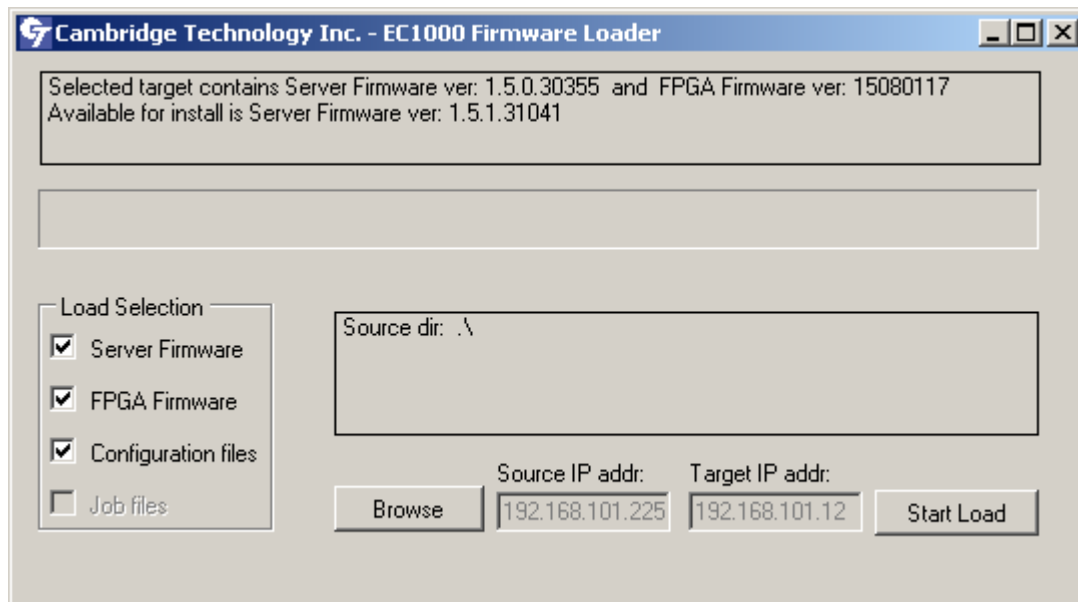 Cambridge Technology Inc. - EC1000 Firmware Loader
Selected target contains Server Firmware ver: 1.5.0.30355 and FPGA Firmware ver: 15080117
Available for install is Server Firmware ver: 1.5.1.31041
Load Selection
Server Firmware
FPGA Firmware
Configuration files
Job files
Source dir: .\
Browse
Source IP addr:
192.168.101.225
Target IP addr:
192.168.101.12
Start Load